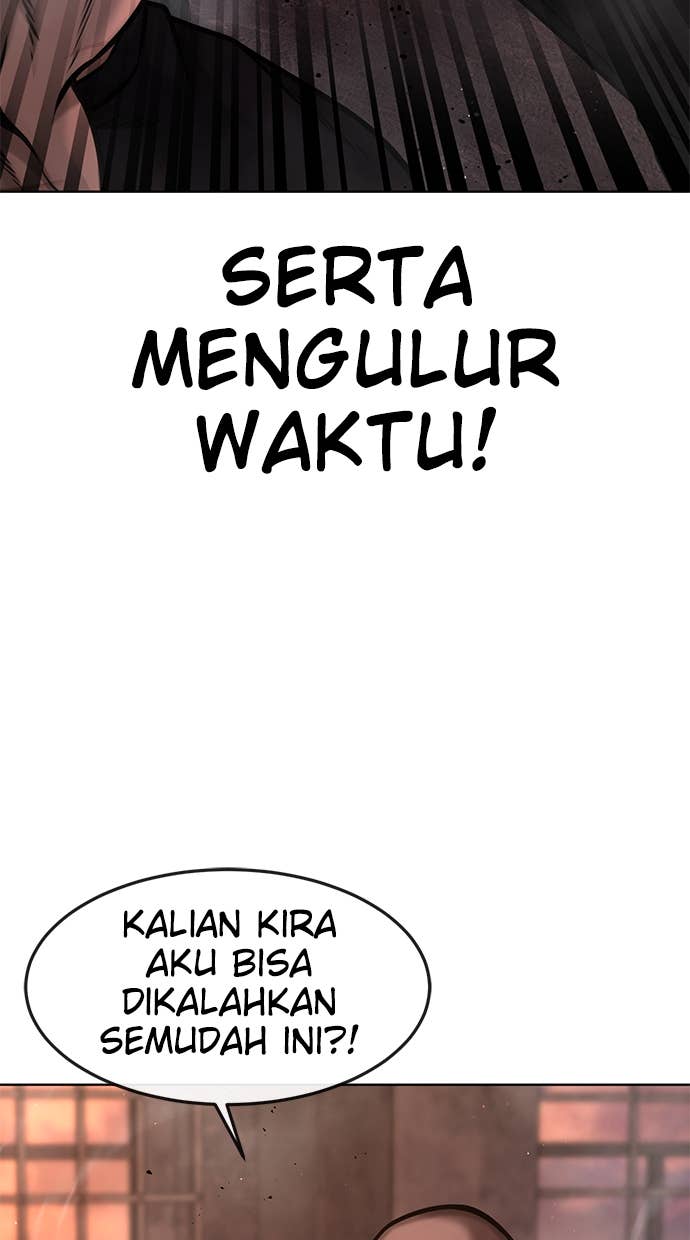 SERTA
MENGULUR
WAKTU!
KALIAN KIRA
AKU BISA
DIKALAHKAN
SEMUDAH INI?!